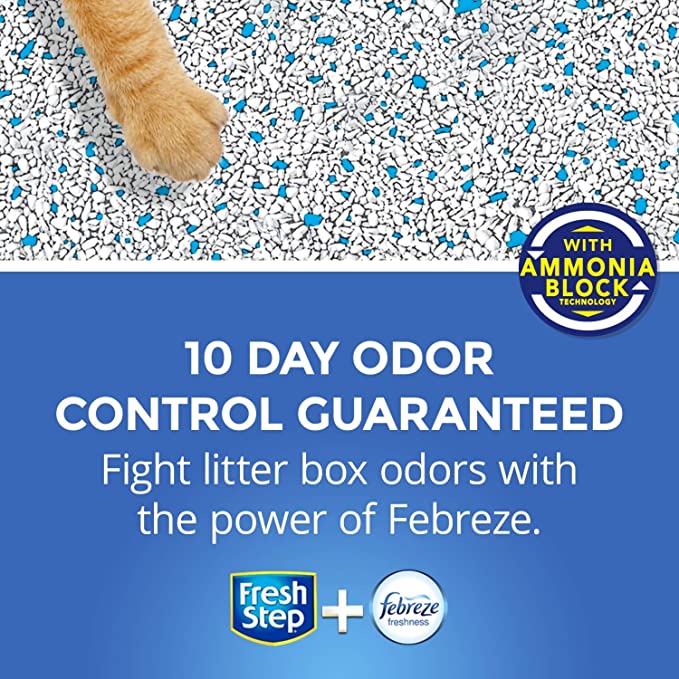 WITH
AMMONIA
BLOCK
TECHNOLOGY
10 DAY ODOR
CONTROL GUARANTEED
Fight litter box odors with
the power of Febreze.
Fresh
Step
+
febreze
freshness